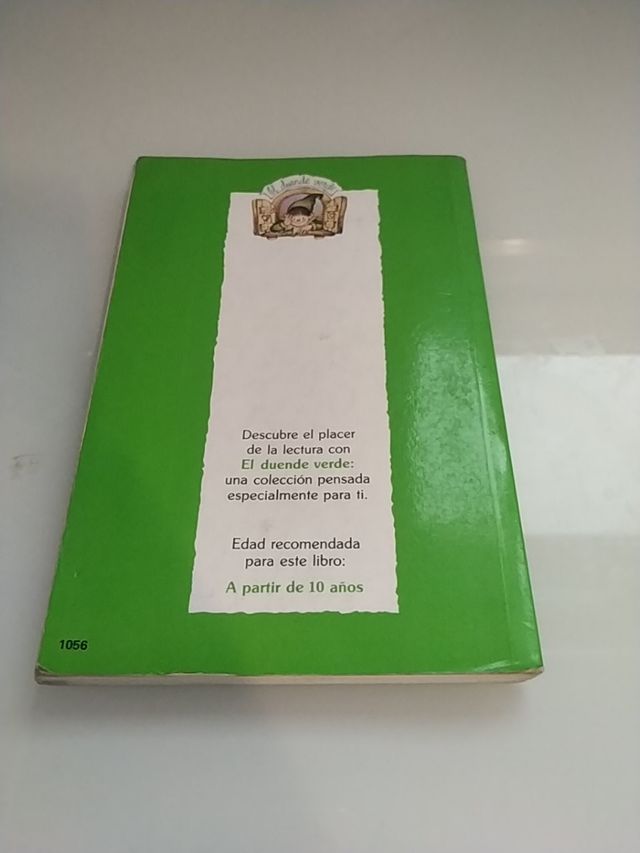 El duende verde
Descubre el placer
de la lectura con
El duende verde:
una colección pensada
especialmente para ti.
Edad recomendada
para este libro:
A partir de 10 años
1056